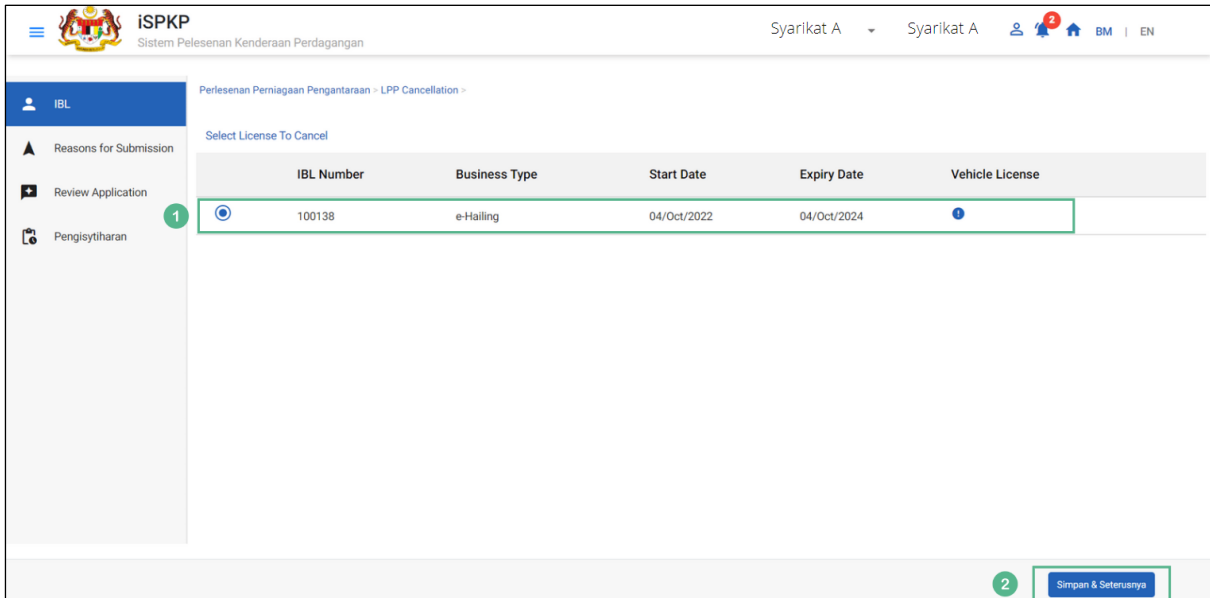 iSPKP
Sistem Pelesenan Kenderaan Perdagangan
Syarikat A Syarikat A 2 BM | EN
IBL
Reasons for Submission
Review Application
Pengisytiharan
Perlesenan Perniagaan Pengantaraan > LPP Cancellation >
Select License To Cancel
IBL Number Business Type Start Date Expiry Date Vehicle License
1 100138 e-Hailing 04/Oct/2022 04/Oct/2024
2 Simpan & Seterusnya